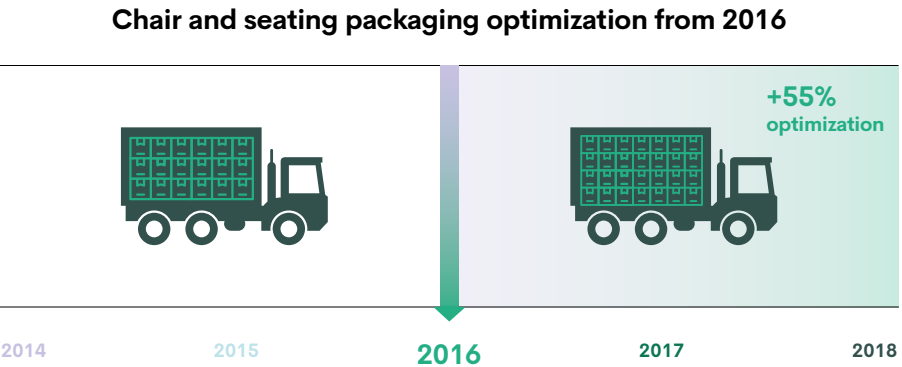 Chair and seating packaging optimization from 2016
+55%
optimization
2014 2015 2016 2017 2018